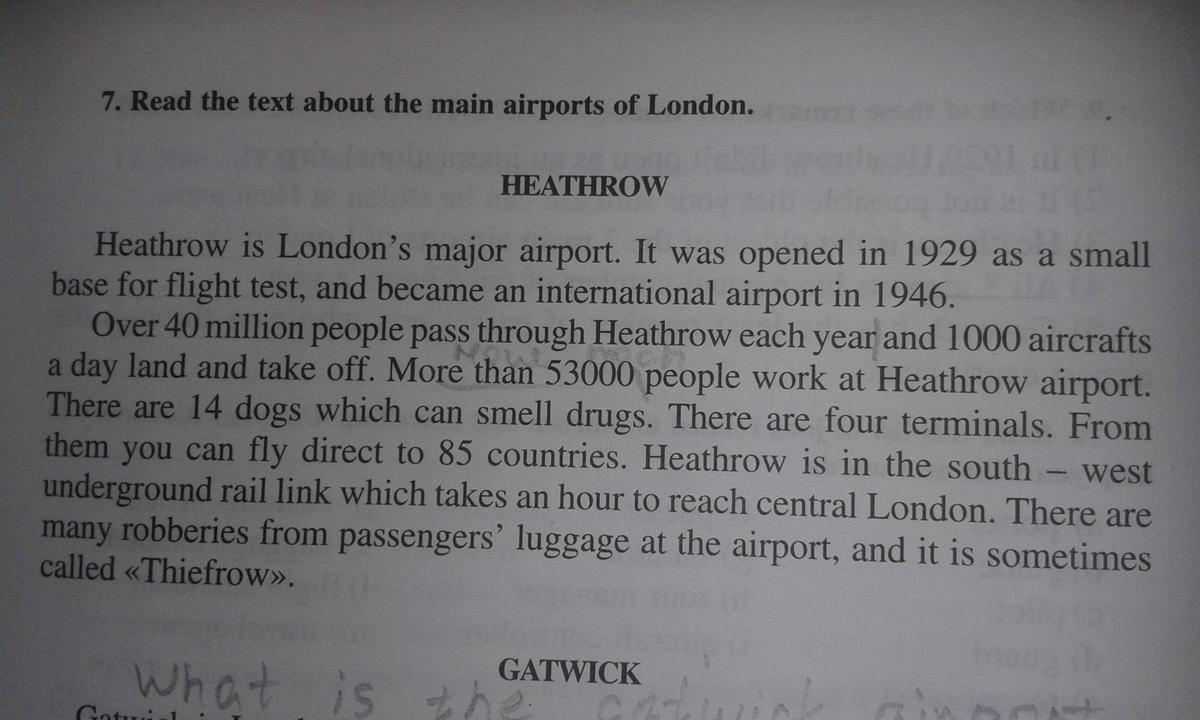 7. Read the text about the main airports of London.
HEATHROW
Heathrow is London's major airport. It was opened in 1929 as a small
base for flight test, and became an international airport in 1946.
Over 40 million people pass through Heathrow each year and 1000 aircrafts
a day land and take off. More than 53000 people work at Heathrow airport.
There are 14 dogs which can smell drugs. There are four terminals. From
them you can fly direct to 85 countries. Heathrow is in the south – west
underground rail link which takes an hour to reach central London. There are
many robberies from passengers' luggage at the airport, and it is sometimes
called «Thiefrow».
GATWICK
What is the gatwick airport